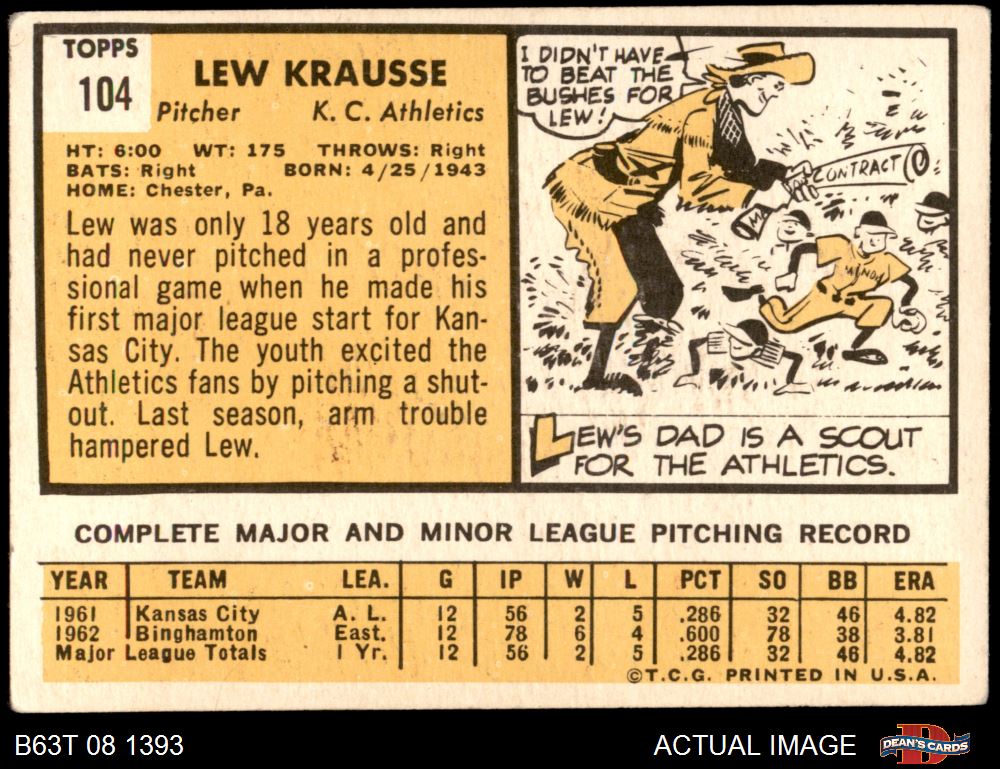 TOPPS
104
LEW KRAUSSE
Pitcher K. C. Athletics
HT: 6:00 WT: 175 THROWS: Right
BATS: Right BORN: 4/25/1943
HOME: Chester, Pa.
Lew was only 18 years old and
had never pitched in a profes-
sional game when he made his
first major league start for Kan-
sas City. The youth excited the
Athletics fans by pitching a shut-
out. Last season, arm trouble
hampered Lew.
I DIDN'T HAVE
TO BEAT THE
BUSHES FOR
LEW!
CONTRACT
LEW'S DAD IS A SCOUT
FOR THE ATHLETICS.
COMPLETE MAJOR AND MINOR LEAGUE PITCHING RECORD
YEAR TEAM LEA. G IP W L PCT SO BB ERA
1961 Kansas City A. L. 12 56 2 5 .286 32 46 4.82
1962 Binghamton East. 12 78 6 4 .600 78 38 3.81
Major League Totals 1 Yr. 12 56 2 5 .286 32 46 4.82
©T.C.G. PRINTED IN U.S.A.
B63T 08 1393
ACTUAL IMAGE
D
DEAN'S CARDS